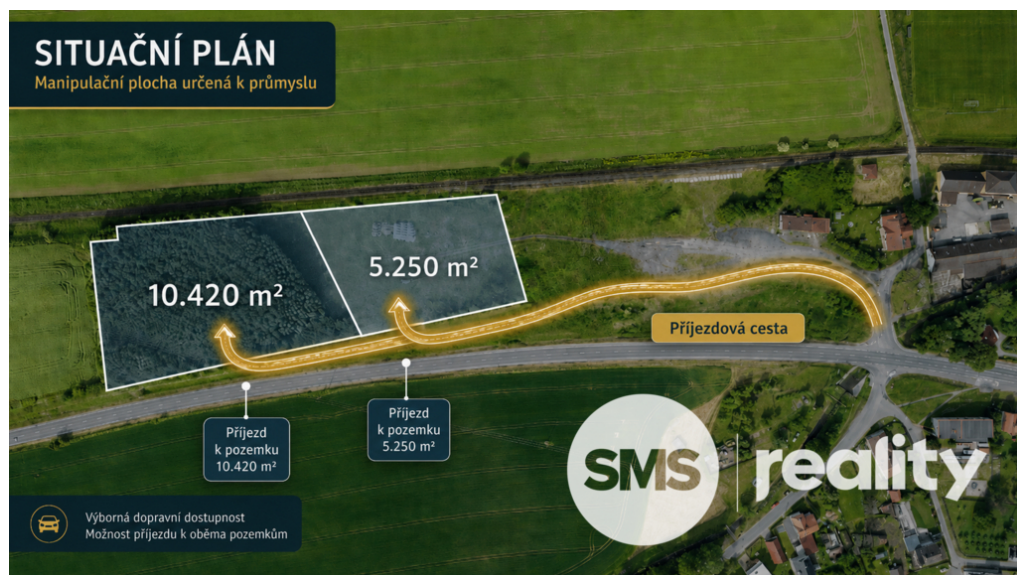 SITUAČNÍ PLÁN
Manipulační plocha určená k průmyslu
10.420 m²
5.250 m²
Příjezdová cesta
Příjezd
k pozemku
10.420 m²
Příjezd
k pozemku
5.250 m²
SMS reality
Výborná dopravní dostupnost
Možnost příjezdu k oběma pozemkům